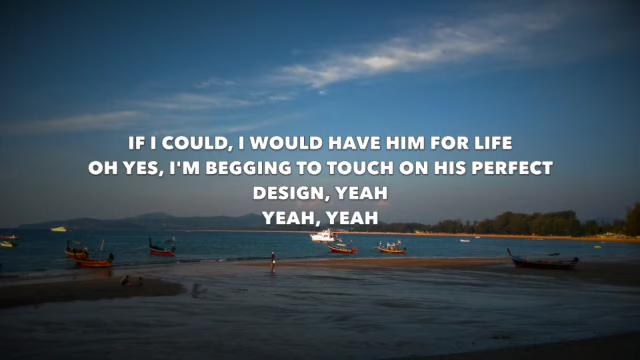 IF I COULD, I WOULD HAVE HIM FOR LIFE
OH YES, I'M BEGGING TO TOUCH ON HIS PERFECT
DESIGN, YEAH
YEAH, YEAH